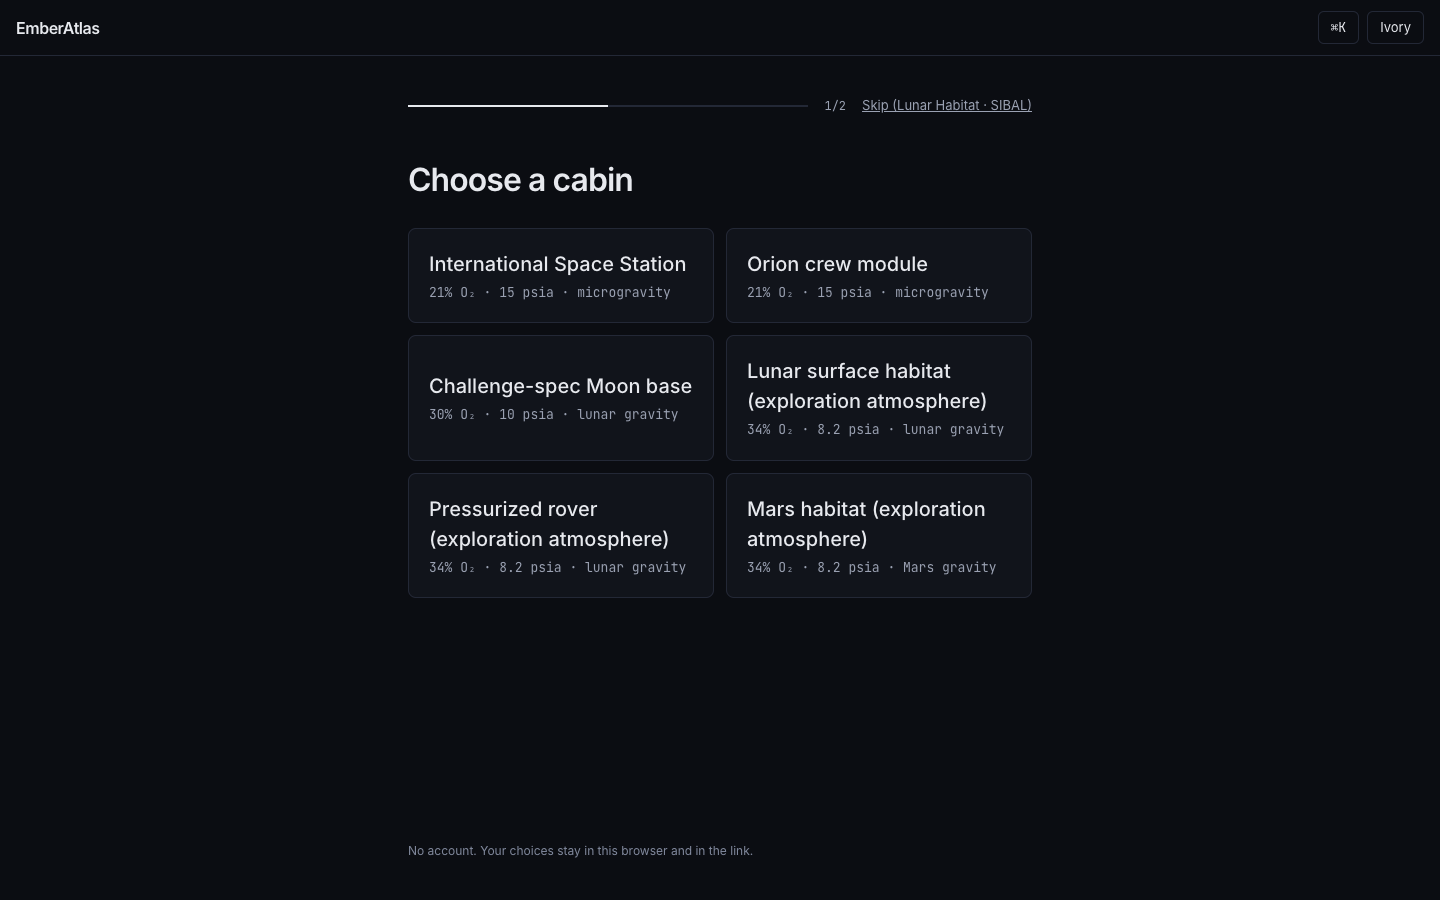 EmberAtlas
⌘K
Ivory
1/2
Skip (Lunar Habitat · SIBAL)
Choose a cabin
International Space Station
21% O₂ · 15 psia · microgravity
Orion crew module
21% O₂ · 15 psia · microgravity
Challenge-spec Moon base
30% O₂ · 10 psia · lunar gravity
Lunar surface habitat
(exploration atmosphere)
34% O₂ · 8.2 psia · lunar gravity
Pressurized rover
(exploration atmosphere)
34% O₂ · 8.2 psia · lunar gravity
Mars habitat (exploration
atmosphere)
34% O₂ · 8.2 psia · Mars gravity
No account. Your choices stay in this browser and in the link.